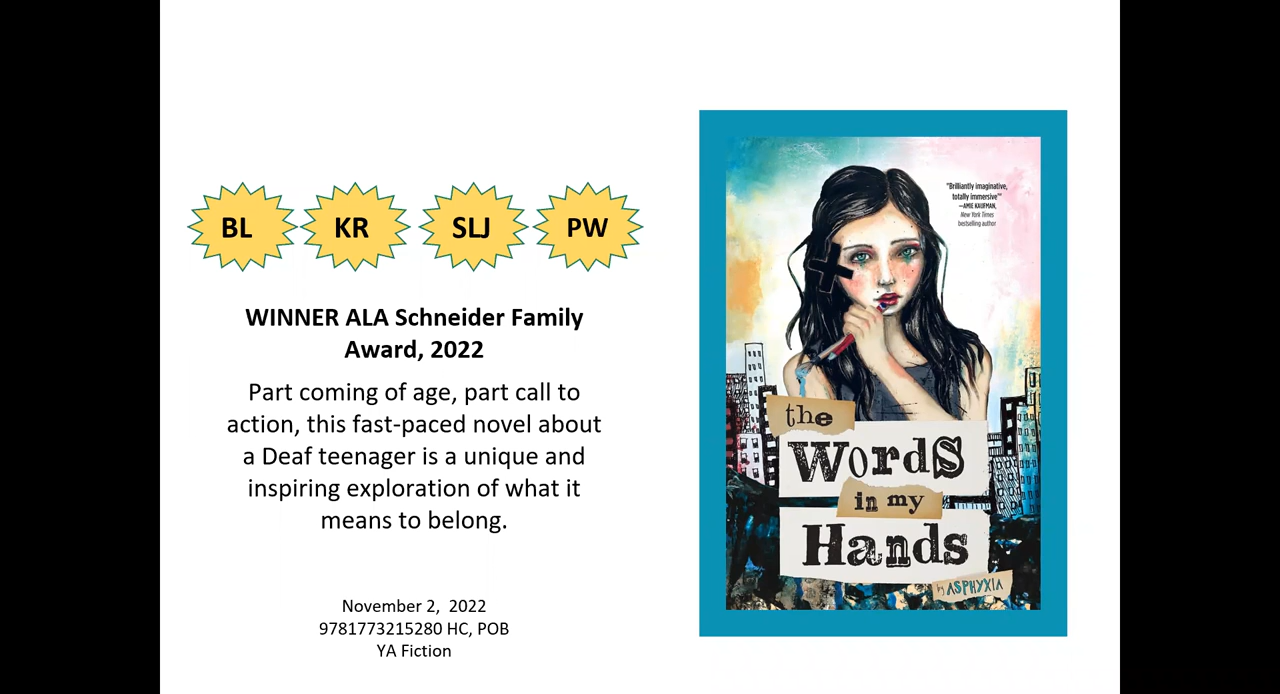 BL KR SLJ PW
WINNER ALA Schneider Family
Award, 2022
Part coming of age, part call to
action, this fast-paced novel about
a Deaf teenager is a unique and
inspiring exploration of what it
means to belong.
November 2,  2022
9781773215280 HC, POB
YA Fiction
"Brilliantly imaginative,
totally immersive"
—AMIE KAUFMAN,
New York Times
bestselling author
the
WordS
in my
Hands
by ASPHYXIA